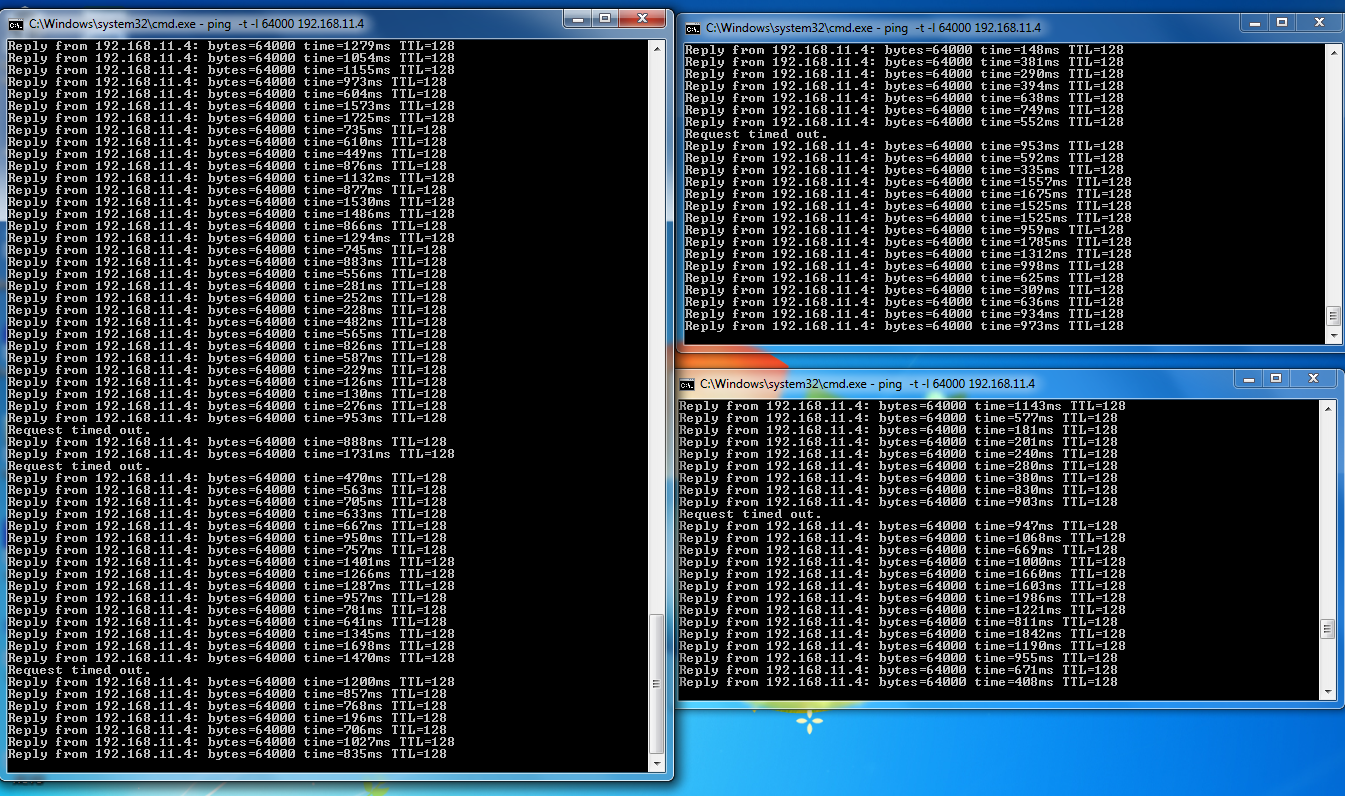 C:\Windows\system32\cmd.exe - ping  -t -l 64000 192.168.11.4
Reply from 192.168.11.4: bytes=64000 time=1279ms TTL=128
Reply from 192.168.11.4: bytes=64000 time=1054ms TTL=128
Reply from 192.168.11.4: bytes=64000 time=1155ms TTL=128
Reply from 192.168.11.4: bytes=64000 time=973ms TTL=128
Reply from 192.168.11.4: bytes=64000 time=604ms TTL=128
Reply from 192.168.11.4: bytes=64000 time=1573ms TTL=128
Reply from 192.168.11.4: bytes=64000 time=1725ms TTL=128
Reply from 192.168.11.4: bytes=64000 time=735ms TTL=128
Reply from 192.168.11.4: bytes=64000 time=610ms TTL=128
Reply from 192.168.11.4: bytes=64000 time=449ms TTL=128
Reply from 192.168.11.4: bytes=64000 time=876ms TTL=128
Reply from 192.168.11.4: bytes=64000 time=1132ms TTL=128
Reply from 192.168.11.4: bytes=64000 time=877ms TTL=128
Reply from 192.168.11.4: bytes=64000 time=1530ms TTL=128
Reply from 192.168.11.4: bytes=64000 time=1486ms TTL=128
Reply from 192.168.11.4: bytes=64000 time=866ms TTL=128
Reply from 192.168.11.4: bytes=64000 time=1294ms TTL=128
Reply from 192.168.11.4: bytes=64000 time=745ms TTL=128
Reply from 192.168.11.4: bytes=64000 time=883ms TTL=128
Reply from 192.168.11.4: bytes=64000 time=556ms TTL=128
Reply from 192.168.11.4: bytes=64000 time=281ms TTL=128
Reply from 192.168.11.4: bytes=64000 time=252ms TTL=128
Reply from 192.168.11.4: bytes=64000 time=228ms TTL=128
Reply from 192.168.11.4: bytes=64000 time=482ms TTL=128
Reply from 192.168.11.4: bytes=64000 time=565ms TTL=128
Reply from 192.168.11.4: bytes=64000 time=826ms TTL=128
Reply from 192.168.11.4: bytes=64000 time=587ms TTL=128
Reply from 192.168.11.4: bytes=64000 time=229ms TTL=128
Reply from 192.168.11.4: bytes=64000 time=126ms TTL=128
Reply from 192.168.11.4: bytes=64000 time=130ms TTL=128
Reply from 192.168.11.4: bytes=64000 time=276ms TTL=128
Reply from 192.168.11.4: bytes=64000 time=953ms TTL=128
Request timed out.
Reply from 192.168.11.4: bytes=64000 time=888ms TTL=128
Reply from 192.168.11.4: bytes=64000 time=1731ms TTL=128
Request timed out.
Reply from 192.168.11.4: bytes=64000 time=470ms TTL=128
Reply from 192.168.11.4: bytes=64000 time=563ms TTL=128
Reply from 192.168.11.4: bytes=64000 time=705ms TTL=128
Reply from 192.168.11.4: bytes=64000 time=633ms TTL=128
Reply from 192.168.11.4: bytes=64000 time=667ms TTL=128
Reply from 192.168.11.4: bytes=64000 time=950ms TTL=128
Reply from 192.168.11.4: bytes=64000 time=757ms TTL=128
Reply from 192.168.11.4: bytes=64000 time=1401ms TTL=128
Reply from 192.168.11.4: bytes=64000 time=1266ms TTL=128
Reply from 192.168.11.4: bytes=64000 time=1287ms TTL=128
Reply from 192.168.11.4: bytes=64000 time=957ms TTL=128
Reply from 192.168.11.4: bytes=64000 time=781ms TTL=128
Reply from 192.168.11.4: bytes=64000 time=641ms TTL=128
Reply from 192.168.11.4: bytes=64000 time=1345ms TTL=128
Reply from 192.168.11.4: bytes=64000 time=1698ms TTL=128
Reply from 192.168.11.4: bytes=64000 time=1470ms TTL=128
Request timed out.
Reply from 192.168.11.4: bytes=64000 time=1200ms TTL=128
Reply from 192.168.11.4: bytes=64000 time=857ms TTL=128
Reply from 192.168.11.4: bytes=64000 time=768ms TTL=128
Reply from 192.168.11.4: bytes=64000 time=196ms TTL=128
Reply from 192.168.11.4: bytes=64000 time=706ms TTL=128
Reply from 192.168.11.4: bytes=64000 time=1027ms TTL=128
Reply from 192.168.11.4: bytes=64000 time=835ms TTL=128
C:\Windows\system32\cmd.exe - ping  -t -l 64000 192.168.11.4
Reply from 192.168.11.4: bytes=64000 time=148ms TTL=128
Reply from 192.168.11.4: bytes=64000 time=381ms TTL=128
Reply from 192.168.11.4: bytes=64000 time=290ms TTL=128
Reply from 192.168.11.4: bytes=64000 time=394ms TTL=128
Reply from 192.168.11.4: bytes=64000 time=638ms TTL=128
Reply from 192.168.11.4: bytes=64000 time=749ms TTL=128
Reply from 192.168.11.4: bytes=64000 time=552ms TTL=128
Request timed out.
Reply from 192.168.11.4: bytes=64000 time=953ms TTL=128
Reply from 192.168.11.4: bytes=64000 time=592ms TTL=128
Reply from 192.168.11.4: bytes=64000 time=335ms TTL=128
Reply from 192.168.11.4: bytes=64000 time=1557ms TTL=128
Reply from 192.168.11.4: bytes=64000 time=1675ms TTL=128
Reply from 192.168.11.4: bytes=64000 time=1525ms TTL=128
Reply from 192.168.11.4: bytes=64000 time=1525ms TTL=128
Reply from 192.168.11.4: bytes=64000 time=959ms TTL=128
Reply from 192.168.11.4: bytes=64000 time=1785ms TTL=128
Reply from 192.168.11.4: bytes=64000 time=1312ms TTL=128
Reply from 192.168.11.4: bytes=64000 time=998ms TTL=128
Reply from 192.168.11.4: bytes=64000 time=625ms TTL=128
Reply from 192.168.11.4: bytes=64000 time=309ms TTL=128
Reply from 192.168.11.4: bytes=64000 time=636ms TTL=128
Reply from 192.168.11.4: bytes=64000 time=934ms TTL=128
Reply from 192.168.11.4: bytes=64000 time=973ms TTL=128
C:\Windows\system32\cmd.exe - ping  -t -l 64000 192.168.11.4
Reply from 192.168.11.4: bytes=64000 time=1143ms TTL=128
Reply from 192.168.11.4: bytes=64000 time=577ms TTL=128
Reply from 192.168.11.4: bytes=64000 time=181ms TTL=128
Reply from 192.168.11.4: bytes=64000 time=201ms TTL=128
Reply from 192.168.11.4: bytes=64000 time=240ms TTL=128
Reply from 192.168.11.4: bytes=64000 time=280ms TTL=128
Reply from 192.168.11.4: bytes=64000 time=380ms TTL=128
Reply from 192.168.11.4: bytes=64000 time=830ms TTL=128
Reply from 192.168.11.4: bytes=64000 time=903ms TTL=128
Request timed out.
Reply from 192.168.11.4: bytes=64000 time=947ms TTL=128
Reply from 192.168.11.4: bytes=64000 time=1068ms TTL=128
Reply from 192.168.11.4: bytes=64000 time=669ms TTL=128
Reply from 192.168.11.4: bytes=64000 time=1000ms TTL=128
Reply from 192.168.11.4: bytes=64000 time=1660ms TTL=128
Reply from 192.168.11.4: bytes=64000 time=1603ms TTL=128
Reply from 192.168.11.4: bytes=64000 time=1986ms TTL=128
Reply from 192.168.11.4: bytes=64000 time=1221ms TTL=128
Reply from 192.168.11.4: bytes=64000 time=811ms TTL=128
Reply from 192.168.11.4: bytes=64000 time=1842ms TTL=128
Reply from 192.168.11.4: bytes=64000 time=1190ms TTL=128
Reply from 192.168.11.4: bytes=64000 time=955ms TTL=128
Reply from 192.168.11.4: bytes=64000 time=671ms TTL=128
Reply from 192.168.11.4: bytes=64000 time=408ms TTL=128